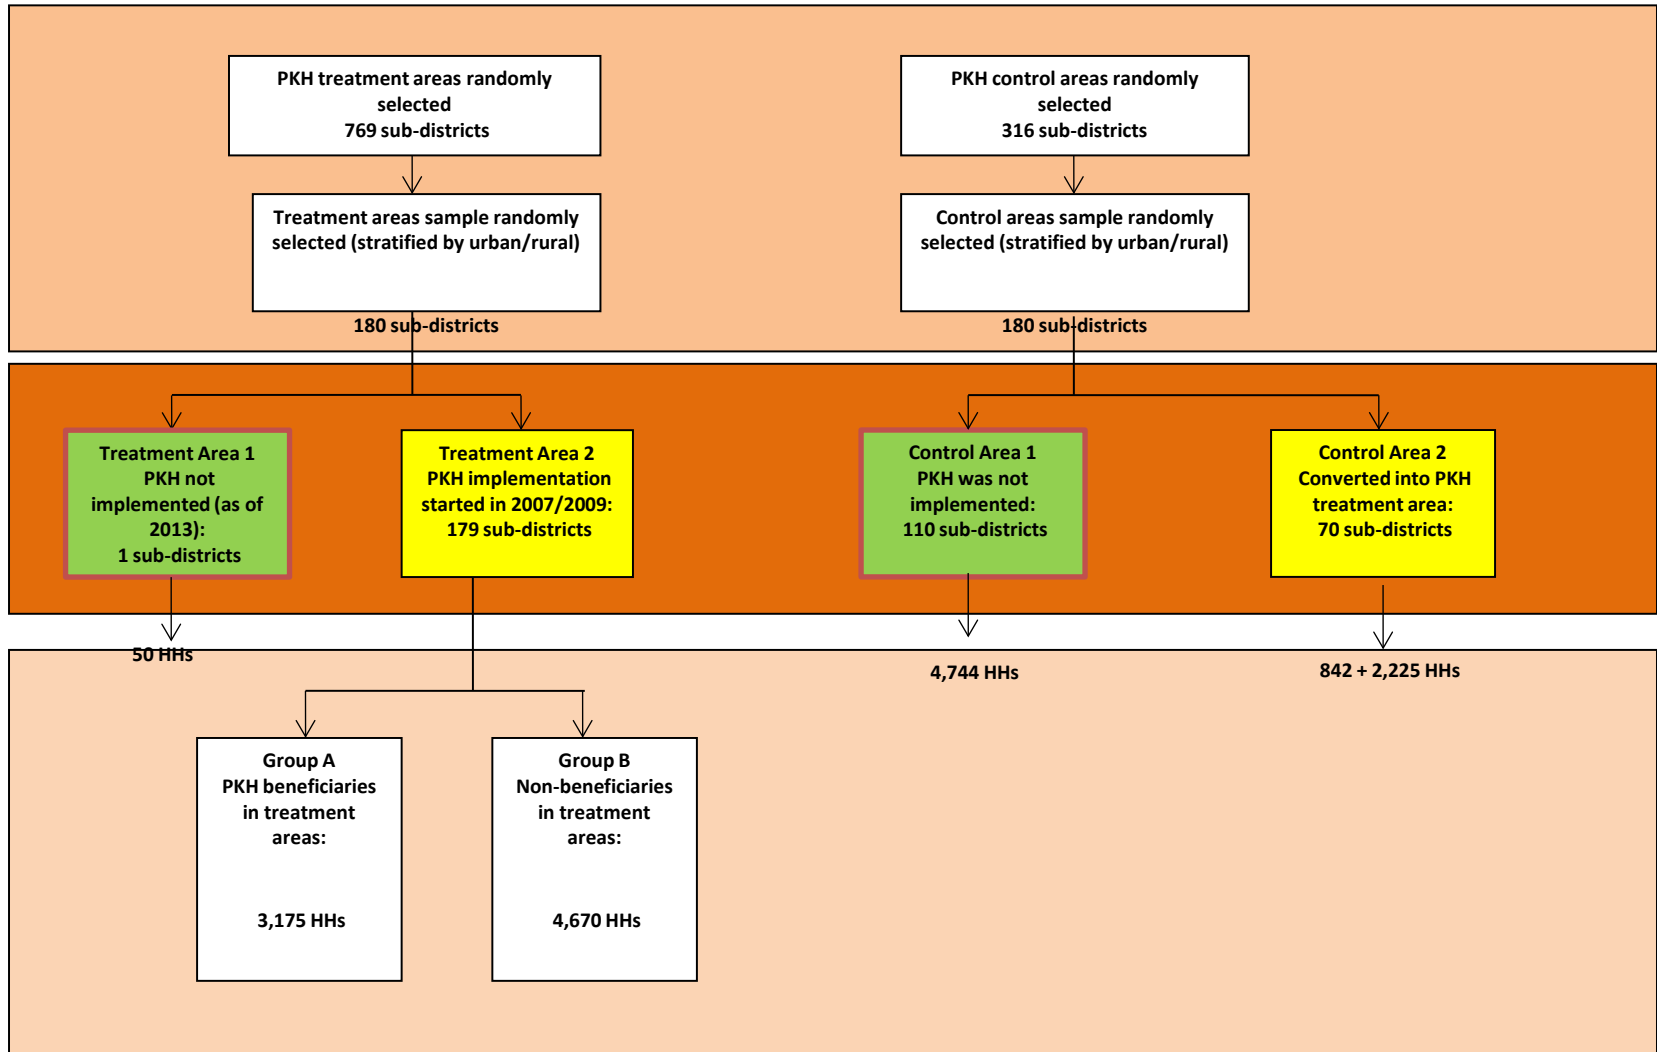 PKH treatment areas randomly
selected
769 sub-districts
PKH control areas randomly
selected
316 sub-districts
Treatment areas sample randomly
selected (stratified by urban/rural)
180 sub-districts
Control areas sample randomly
selected (stratified by urban/rural)
180 sub-districts
Treatment Area 1
PKH not
implemented (as of
2013):
1 sub-districts
Treatment Area 2
PKH implementation
started in 2007/2009:
179 sub-districts
Control Area 1
PKH was not
implemented:
110 sub-districts
Control Area 2
Converted into PKH
treatment area:
70 sub-districts
50 HHs
4,744 HHs
842 + 2,225 HHs
Group A
PKH beneficiaries
in treatment
areas:
3,175 HHs
Group B
Non-beneficiaries
in treatment
areas:
4,670 HHs